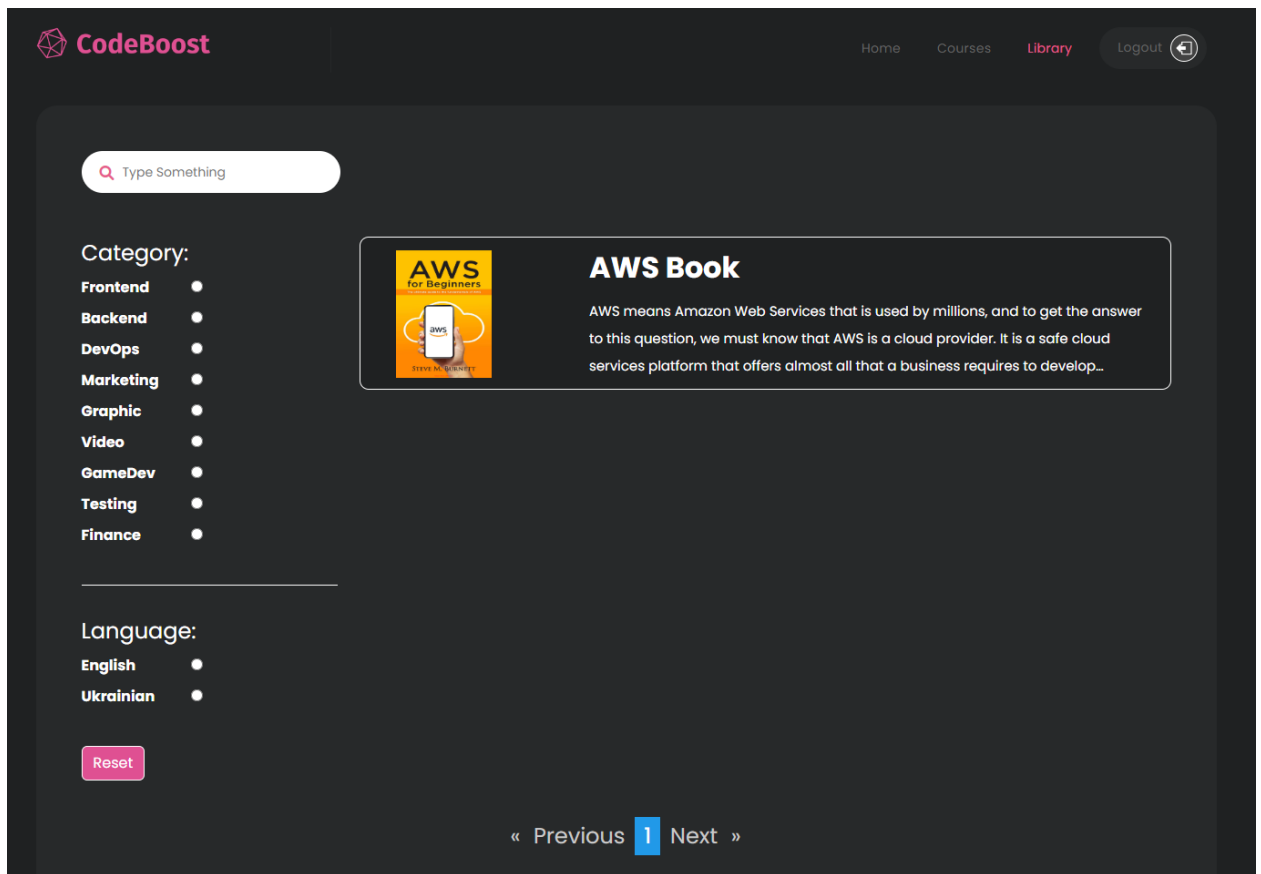 CodeBoost
Home Courses Library Logout
Type Something
Category:
Frontend
Backend
DevOps
Marketing
Graphic
Video
GameDev
Testing
Finance
AWS
for Beginners
aws
STEVE M. BURNETT
AWS Book
AWS means Amazon Web Services that is used by millions, and to get the answer
to this question, we must know that AWS is a cloud provider. It is a safe cloud
services platform that offers almost all that a business requires to develop…
Language:
English
Ukrainian
Reset
« Previous 1 Next »